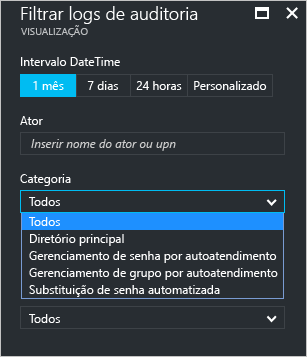 Filtrar logs de auditoria
VISUALIZAÇÃO
Intervalo DateTime
1 mês 7 dias 24 horas Personalizado
Ator
Inserir nome do ator ou upn
Categoria
Todos
Todos
Diretório principal
Gerenciamento de senha por autoatendimento
Gerenciamento de grupo por autoatendimento
Substituição de senha automatizada
Todos